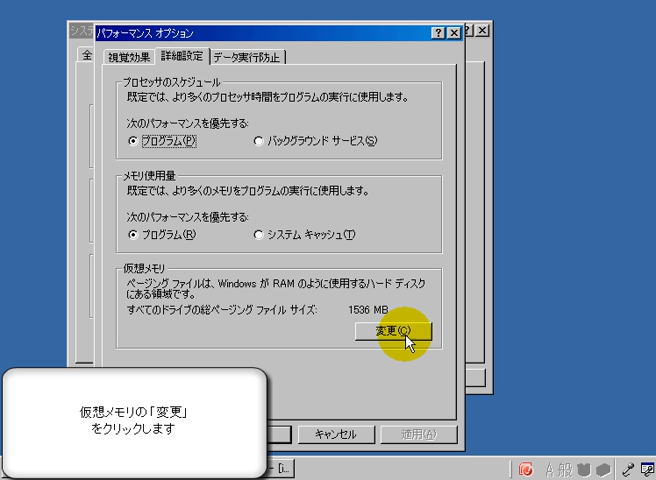 システ
パフォーマンス オプション
全
視覚効果 詳細設定 データ実行防止
プロセッサのスケジュール
既定では、より多くのプロセッサ時間をプログラムの実行に使用します。
次のパフォーマンスを優先する:
プログラム(P) バックグラウンド サービス(S)
メモリ使用量
既定では、より多くのメモリをプログラムの実行に使用します。
次のパフォーマンスを優先する:
プログラム(R) システム キャッシュ(T)
仮想メモリ
ページング ファイルは、Windows が RAM のように使用するハード ディスク
にある領域です。
すべてのドライブの総ページング ファイル サイズ: 1536 MB
変更(C)
仮想メモリの「変更」
をクリックします
キャンセル 適用(A)
[i...
A 般